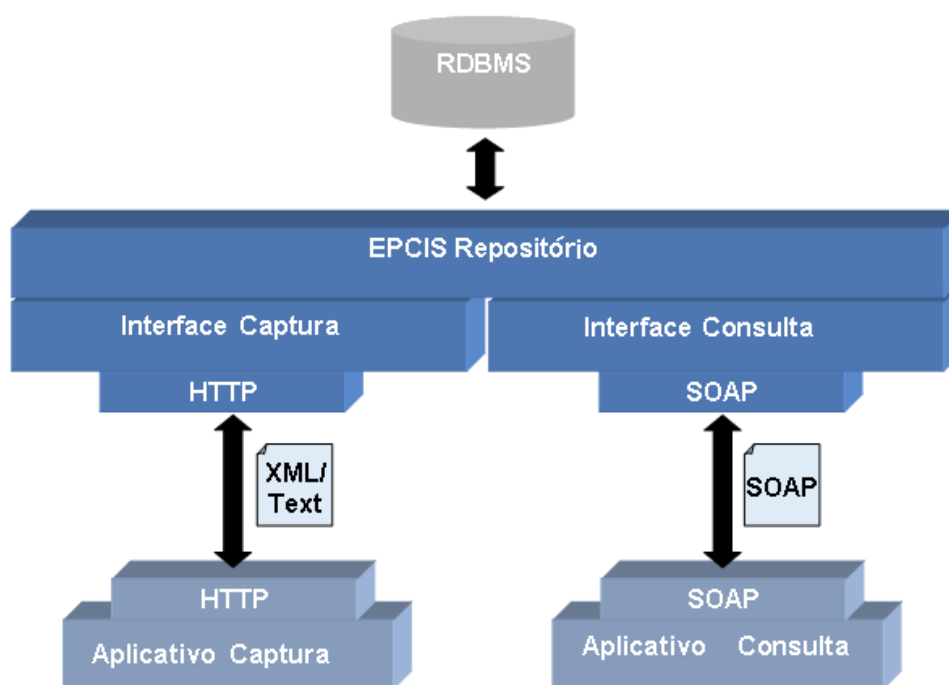 RDBMS
EPCIS Repositório
Interface Captura
Interface Consulta
HTTP
SOAP
XML/
Text
SOAP
HTTP
SOAP
Aplicativo Captura
Aplicativo Consulta